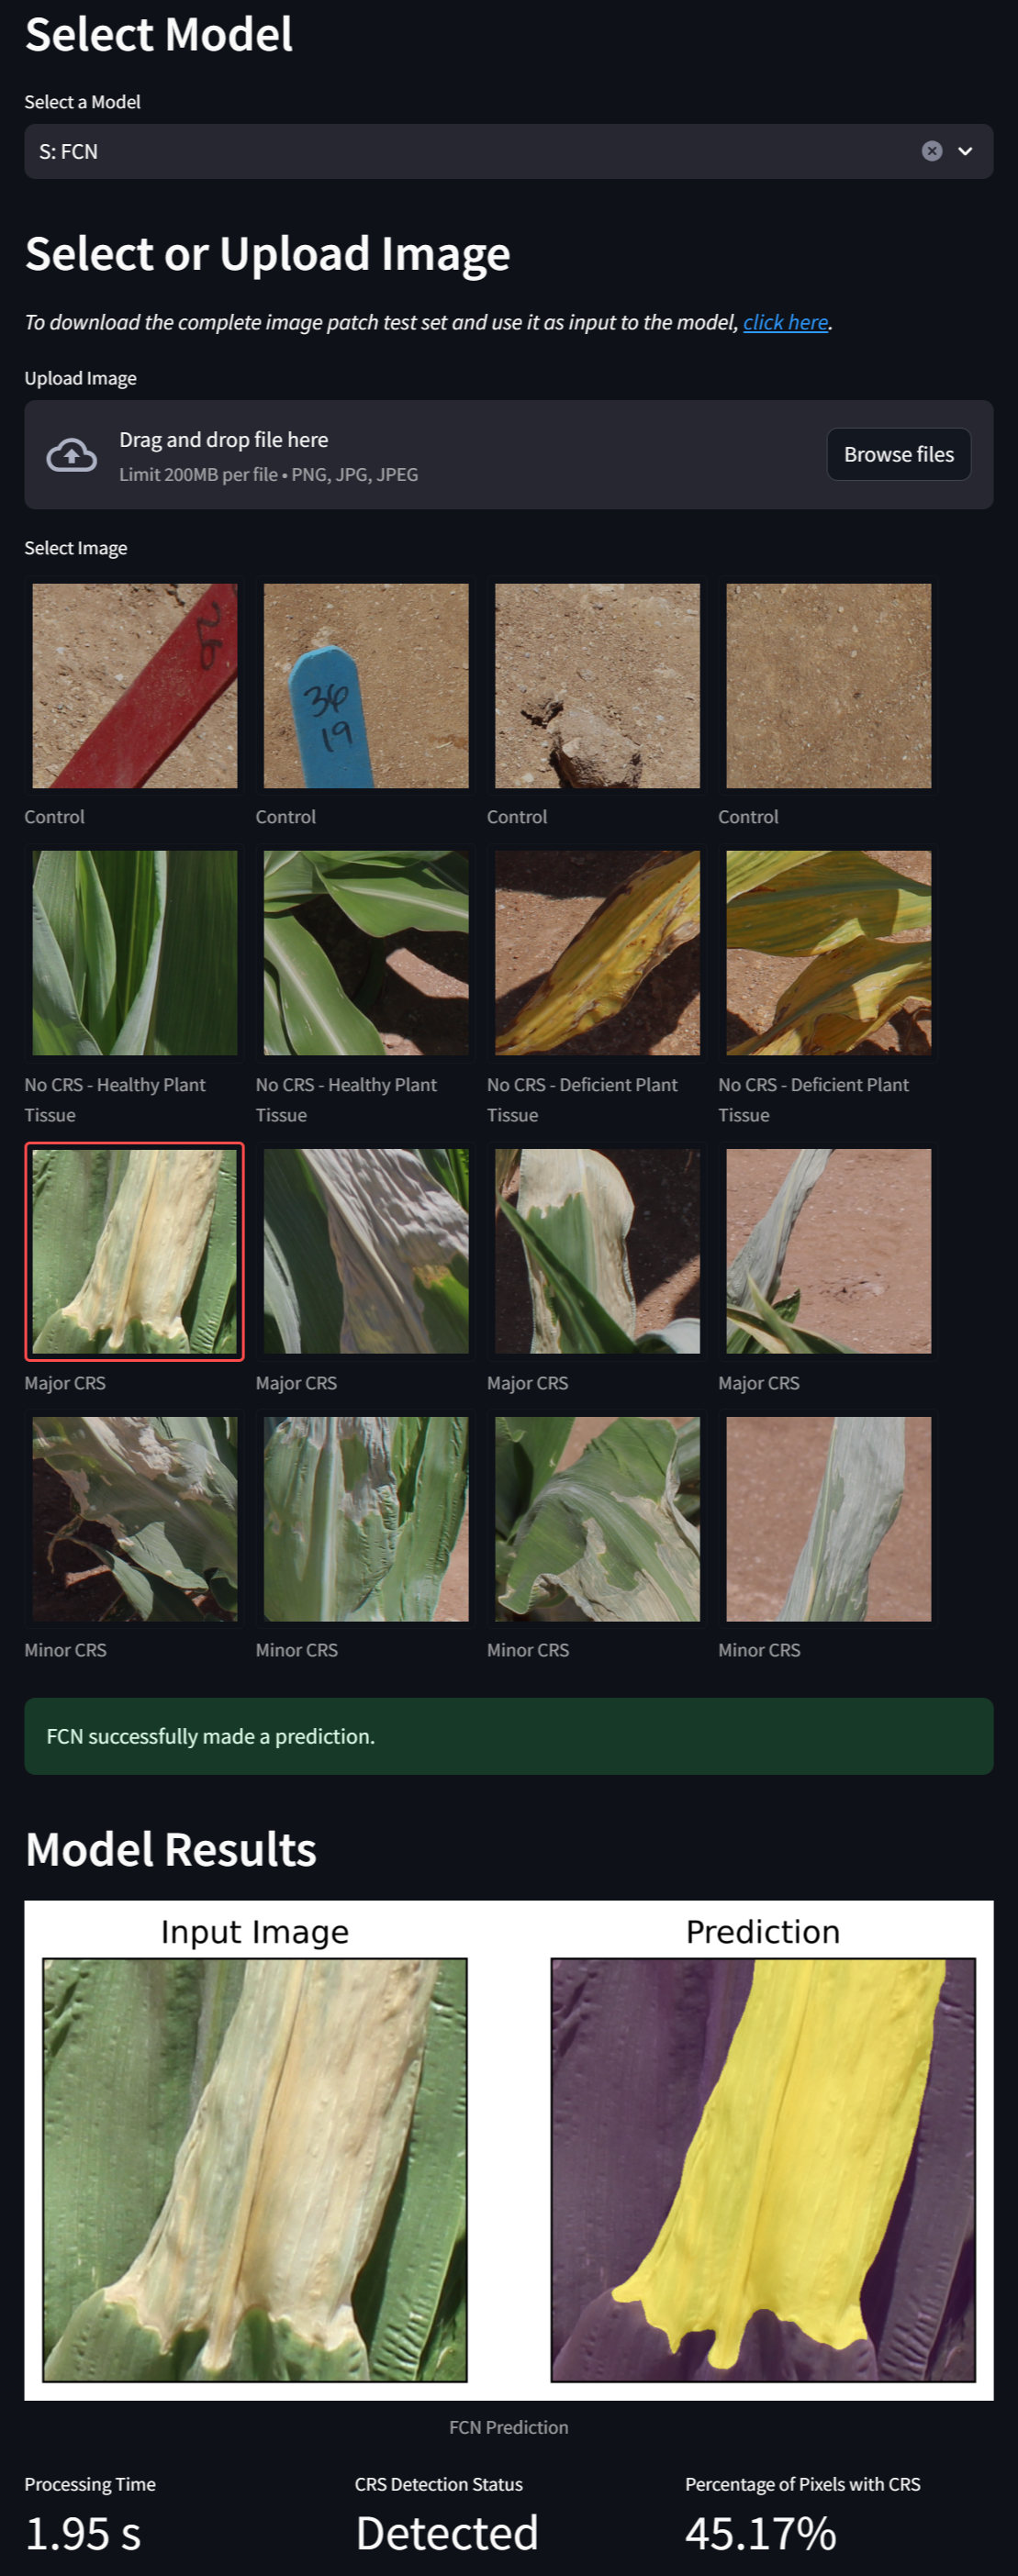 Select Model
Select a Model
S: FCN
Select or Upload Image
To download the complete image patch test set and use it as input to the model, click here.
Upload Image
Drag and drop file here
Limit 200MB per file • PNG, JPG, JPEG
Browse files
Select Image
26
36
19
Control
Control
Control
Control
No CRS - Healthy Plant
Tissue
No CRS - Healthy Plant
Tissue
No CRS - Deficient Plant
Tissue
No CRS - Deficient Plant
Tissue
Major CRS
Major CRS
Major CRS
Major CRS
Minor CRS
Minor CRS
Minor CRS
Minor CRS
FCN successfully made a prediction.
Model Results
Input Image
Prediction
FCN Prediction
Processing Time
1.95 s
CRS Detection Status
Detected
Percentage of Pixels with CRS
45.17%